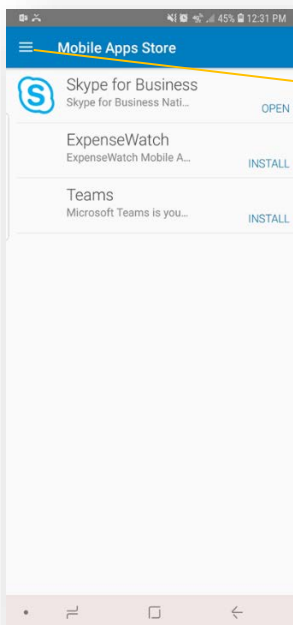 45% 12:31 PM
Mobile Apps Store
Skype for Business
Skype for Business Nati...
OPEN
ExpenseWatch
ExpenseWatch Mobile A...
INSTALL
Teams
Microsoft Teams is you...
INSTALL